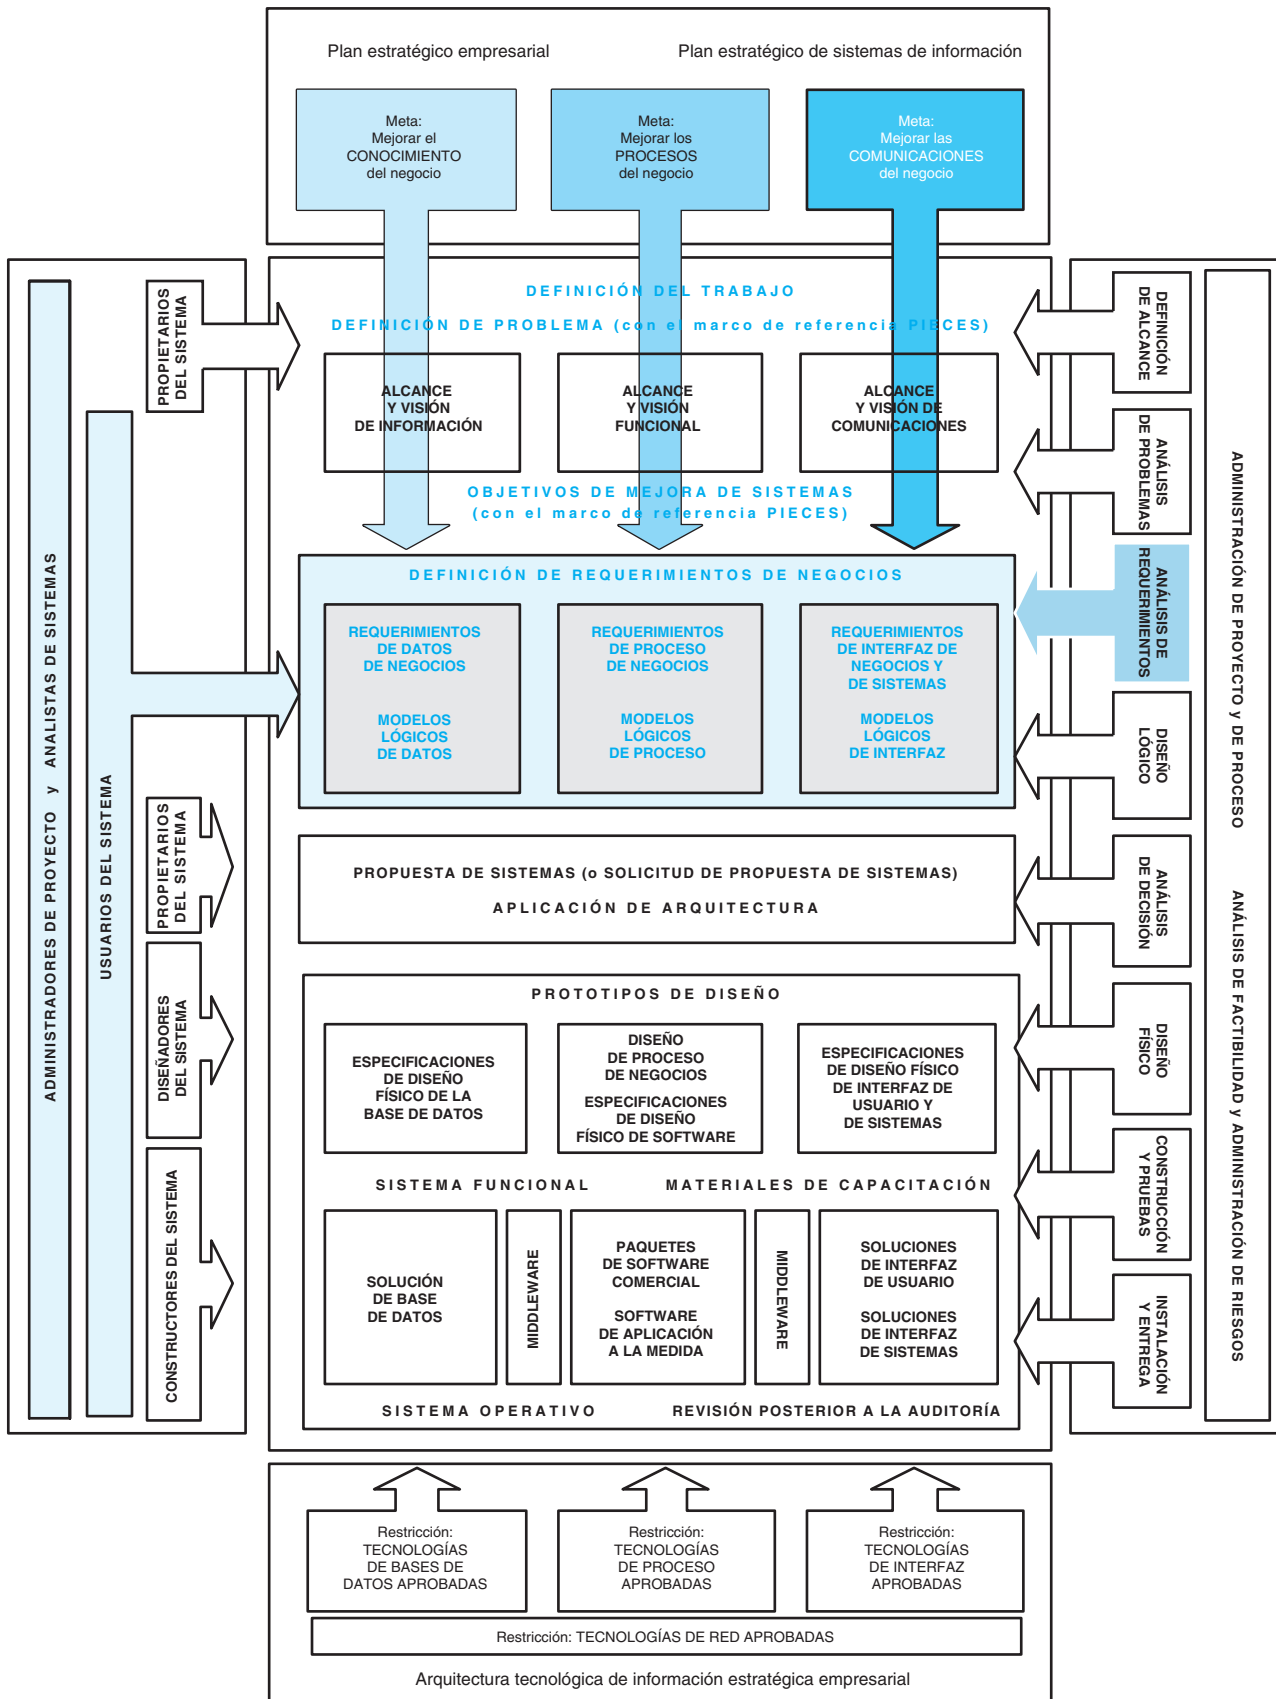 Plan estratégico empresarial
Plan estratégico de sistemas de información
Meta:
Mejorar el
CONOCIMIENTO
del negocio
Meta:
Mejorar los
PROCESOS
del negocio
Meta:
Mejorar las
COMUNICACIONES
del negocio
ADMINISTRADORES DE PROYECTO y ANALISTAS DE SISTEMAS
USUARIOS DEL SISTEMA
PROPIETARIOS
DEL SISTEMA
PROPIETARIOS
DEL SISTEMA
DISEÑADORES
DEL SISTEMA
CONSTRUCTORES DEL SISTEMA
DEFINICIÓN DEL TRABAJO
DEFINICIÓN DE PROBLEMA (con el marco de referencia PIECES)
ALCANCE
Y VISIÓN
DE INFORMACIÓN
ALCANCE
Y VISIÓN
FUNCIONAL
ALCANCE
Y VISIÓN DE
COMUNICACIONES
OBJETIVOS DE MEJORA DE SISTEMAS
(con el marco de referencia PIECES)
DEFINICIÓN DE REQUERIMIENTOS DE NEGOCIOS
REQUERIMIENTOS
DE DATOS
DE NEGOCIOS
MODELOS
LÓGICOS
DE DATOS
REQUERIMIENTOS
DE PROCESO
DE NEGOCIOS
MODELOS
LÓGICOS
DE PROCESO
REQUERIMIENTOS
DE INTERFAZ DE
NEGOCIOS Y
DE SISTEMAS
MODELOS
LÓGICOS
DE INTERFAZ
PROPUESTA DE SISTEMAS (o SOLICITUD DE PROPUESTA DE SISTEMAS)
APLICACIÓN DE ARQUITECTURA
PROTOTIPOS DE DISEÑO
ESPECIFICACIONES
DE DISEÑO
FÍSICO DE LA
BASE DE DATOS
DISEÑO
DE PROCESO
DE NEGOCIOS
ESPECIFICACIONES
DE DISEÑO
FÍSICO DE SOFTWARE
ESPECIFICACIONES
DE DISEÑO FÍSICO
DE INTERFAZ DE
USUARIO Y
DE SISTEMAS
SISTEMA FUNCIONAL
MATERIALES DE CAPACITACIÓN
SOLUCIÓN
DE BASE
DE DATOS
MIDDLEWARE
PAQUETES
DE SOFTWARE
COMERCIAL
SOFTWARE
DE APLICACIÓN
A LA MEDIDA
MIDDLEWARE
SOLUCIONES
DE INTERFAZ
DE USUARIO
SOLUCIONES
DE INTERFAZ
DE SISTEMAS
SISTEMA OPERATIVO
REVISIÓN POSTERIOR A LA AUDITORÍA
DEFINICIÓN
DE ALCANCE
ANÁLISIS
DE PROBLEMAS
ANÁLISIS DE
REQUERIMIENTOS
DISEÑO
LÓGICO
ANÁLISIS
DE DECISIÓN
DISEÑO
FÍSICO
CONSTRUCCIÓN
Y PRUEBAS
INSTALACIÓN
Y ENTREGA
ADMINISTRACIÓN DE PROYECTO y DE PROCESO
ANÁLISIS DE FACTIBILIDAD y ADMINISTRACIÓN DE RIESGOS
Restricción:
TECNOLOGÍAS
DE BASES DE
DATOS APROBADAS
Restricción:
TECNOLOGÍAS
DE PROCESO
APROBADAS
Restricción:
TECNOLOGÍAS
DE INTERFAZ
APROBADAS
Restricción: TECNOLOGÍAS DE RED APROBADAS
Arquitectura tecnológica de información estratégica empresarial